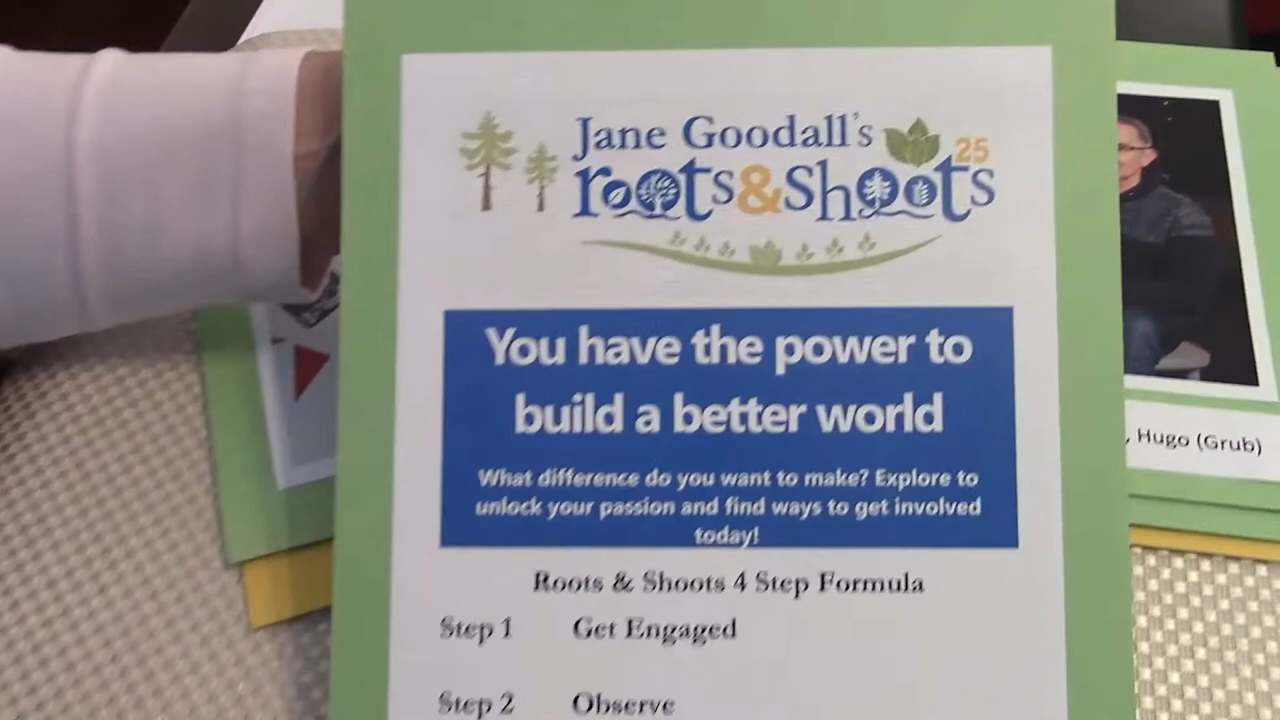 Jane Goodall's
roots&shoots 25
You have the power to
build a better world
What difference do you want to make? Explore to
unlock your passion and find ways to get involved
today!
Roots & Shoots 4 Step Formula
Step 1 Get Engaged
Step 2 Observe
, Hugo (Grub)